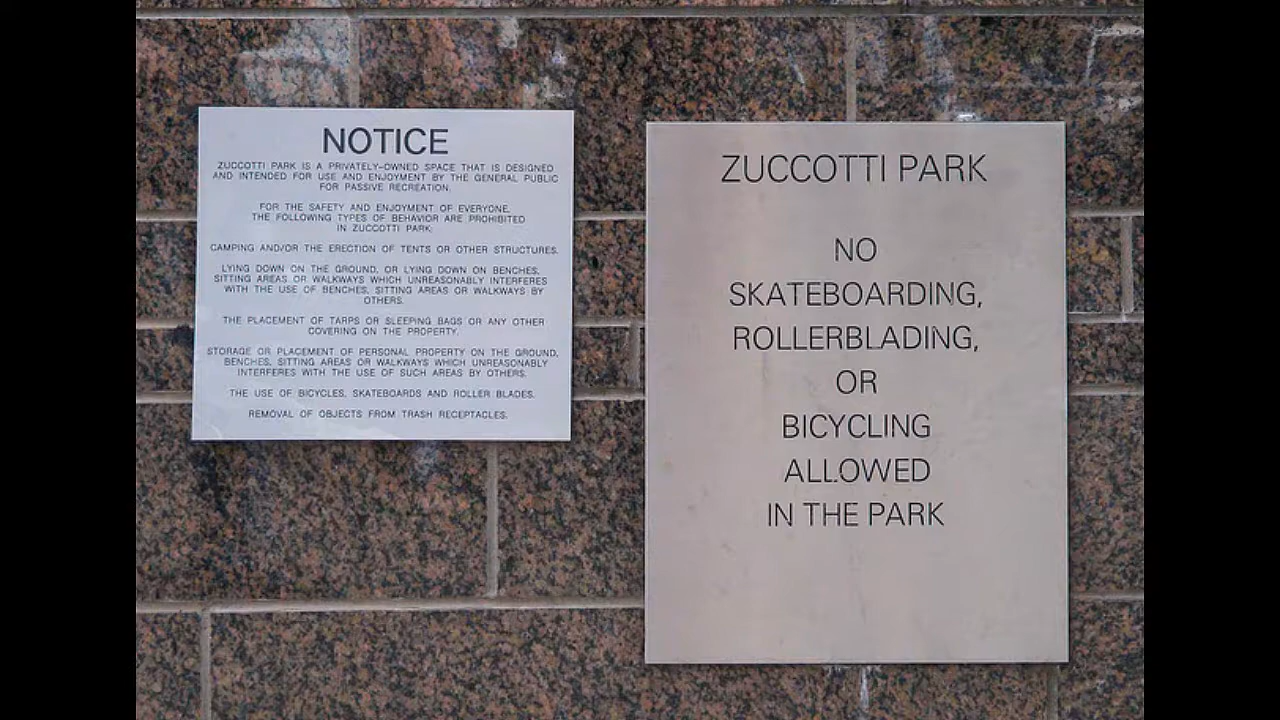 NOTICE
ZUCCOTTI PARK IS A PRIVATELY-OWNED SPACE THAT IS DESIGNED
AND INTENDED FOR USE AND ENJOYMENT BY THE GENERAL PUBLIC
FOR PASSIVE RECREATION.
FOR THE SAFETY AND ENJOYMENT OF EVERYONE,
THE FOLLOWING TYPES OF BEHAVIOR ARE PROHIBITED
IN ZUCCOTTI PARK:
CAMPING AND/OR THE ERECTION OF TENTS OR OTHER STRUCTURES.
LYING DOWN ON THE GROUND, OR LYING DOWN ON BENCHES,
SITTING AREAS OR WALKWAYS WHICH UNREASONABLY INTERFERES
WITH THE USE OF BENCHES, SITTING AREAS OR WALKWAYS BY
OTHERS.
THE PLACEMENT OF TARPS OR SLEEPING BAGS OR ANY OTHER
COVERING ON THE PROPERTY.
STORAGE OR PLACEMENT OF PERSONAL PROPERTY ON THE GROUND,
BENCHES, SITTING AREAS OR WALKWAYS WHICH UNREASONABLY
INTERFERES WITH THE USE OF SUCH AREAS BY OTHERS.
THE USE OF BICYCLES, SKATEBOARDS AND ROLLER BLADES.
REMOVAL OF OBJECTS FROM TRASH RECEPTACLES.
ZUCCOTTI PARK
NO
SKATEBOARDING,
ROLLERBLADING,
OR
BICYCLING
ALLOWED
IN THE PARK